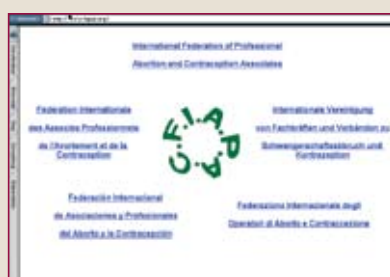 International Federation of Professional
Abortion and Contraception Associates
Fédération Internationale
des Associés Professionnels
de l'Avortement et de la
Contraception
FIAPAC
Internationale Vereinigung
von Fachkräften und Verbänden zu
Schwangerschaftsabbruch und
Kontrazeption
Federación Internacional
de Asociaciones y Profesionales
del Aborto y la Contracepción
Federazione Internazionale degli
Operatori di Aborto e Contraccezione